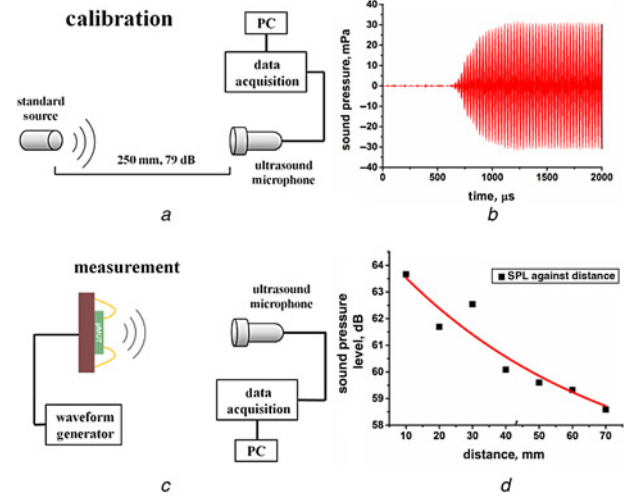 calibration
PC
data
acquisition
standard
source
250 mm, 79 dB
ultrasound
microphone
a
sound pressure, mPa
40
30
20
10
0
−10
−20
−30
−40
0
500
1000
1500
2000
time, μs
b
measurement
pMUT
waveform
generator
ultrasound
microphone
data
acquisition
PC
c
sound pressure
level, dB
64
63
62
61
60
59
58
SPL against distance
10
20
30
40
50
60
70
distance, mm
d